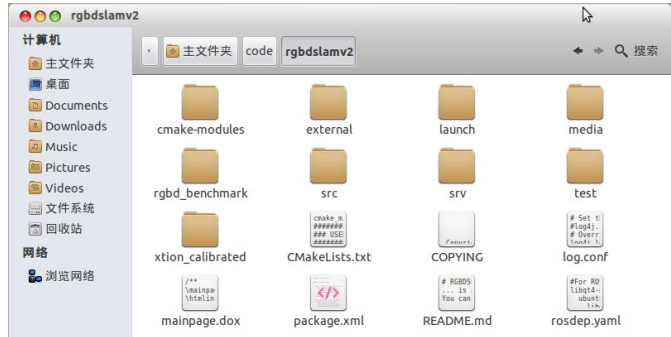 rgbdslamv2
计算机
主文件夹
桌面
Documents
Downloads
Music
Pictures
Videos
文件系统
回收站
网络
浏览网络
主文件夹 code rgbdslamv2 搜索
cmake-modules external launch media
rgbd_benchmark src srv test
xtion_calibrated CMakeLists.txt COPYING log.conf
mainpage.dox package.xml README.md rosdep.yaml